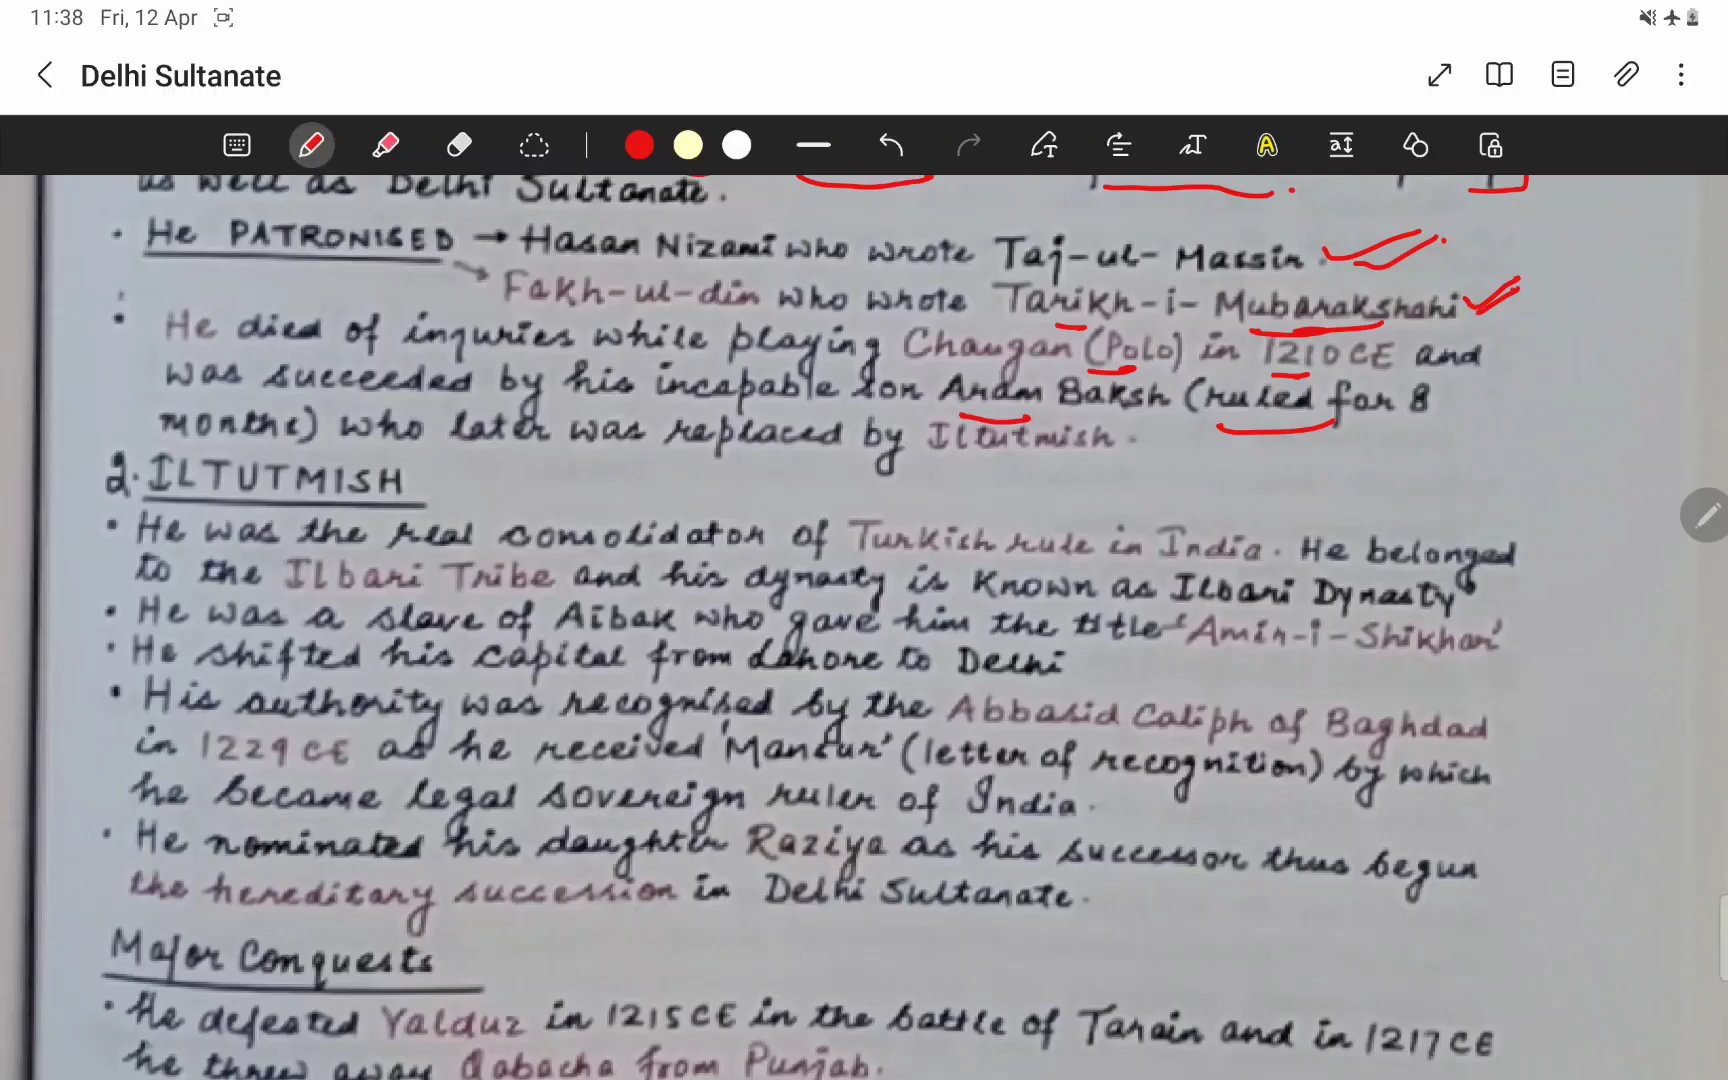 11:38 Fri, 12 Apr
Delhi Sultanate
as well as Delhi Sultanate.
• He PATRONISED → Hasan Nizami who wrote Taj-ul-Massir.
Fakh-ul-din who wrote Tarikh-i-Mubarakshahi
• He died of inquries while playing Chaugan (Polo) in 1210 CE and
was succeeded by his incapable son Aram Baksh (ruled for 8
months) who later was replaced by Iltutmish.
2. ILTUTMISH
• He was the real consolidator of Turkish rule in India. He belonged
to the Ilbari Tribe and his dynasty is known as Ilbari Dynasty
• He was a slave of Aibak who gave him the title 'Amir-i-Shikhar'
• He shifted his capital from Lahore to Delhi
• His authority was recognised by the Abbasid Caliph of Baghdad
in 1229 CE as he received 'Mansur' (letter of recognition) by which
he became legal sovereign ruler of India.
• He nominated his daughter Raziya as his successor thus begun
the hereditary succession in Delhi Sultanate.
Major Conquests
• He defeated Yalduz in 1215 CE in the battle of Tarain and in 1217 CE
he threw away Qabacha from Punjab.